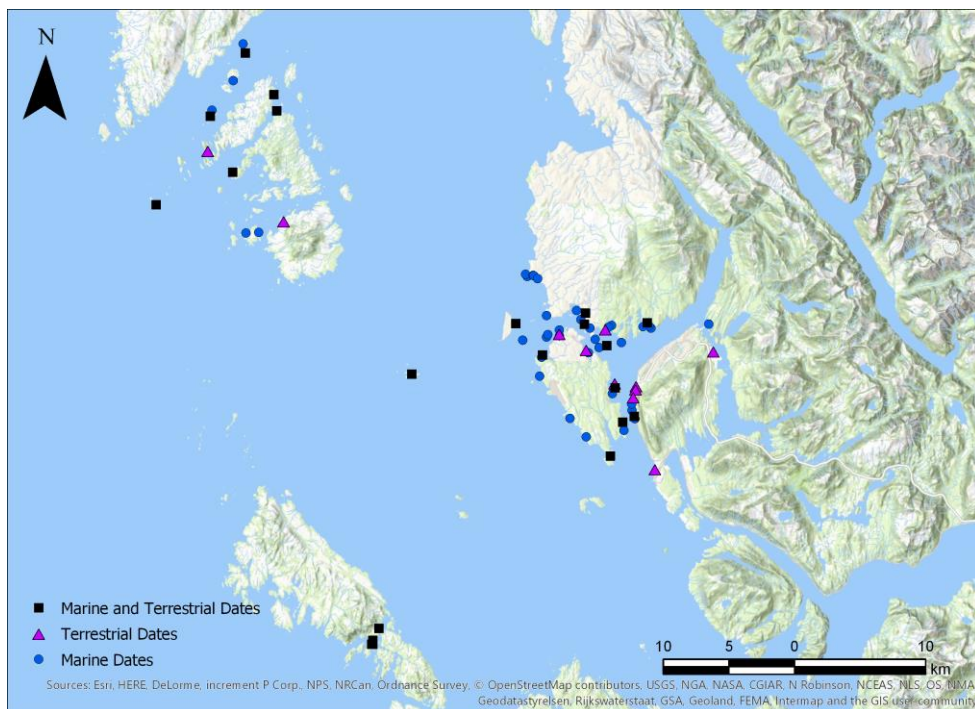 N
Marine and Terrestrial Dates
Terrestrial Dates
Marine Dates
10 5 0 10
km
Sources: Esri, HERE, DeLorme, increment P Corp., NPS, NRCan, Ordnance Survey, © OpenStreetMap contributors, USGS, NGA, NASA, CGIAR, N Robinson, NCEAS, NLS, OS, NMA,
Geodatastyrelsen, Rijkswaterstaat, GSA, Geoland, FEMA, Intermap and the GIS user community